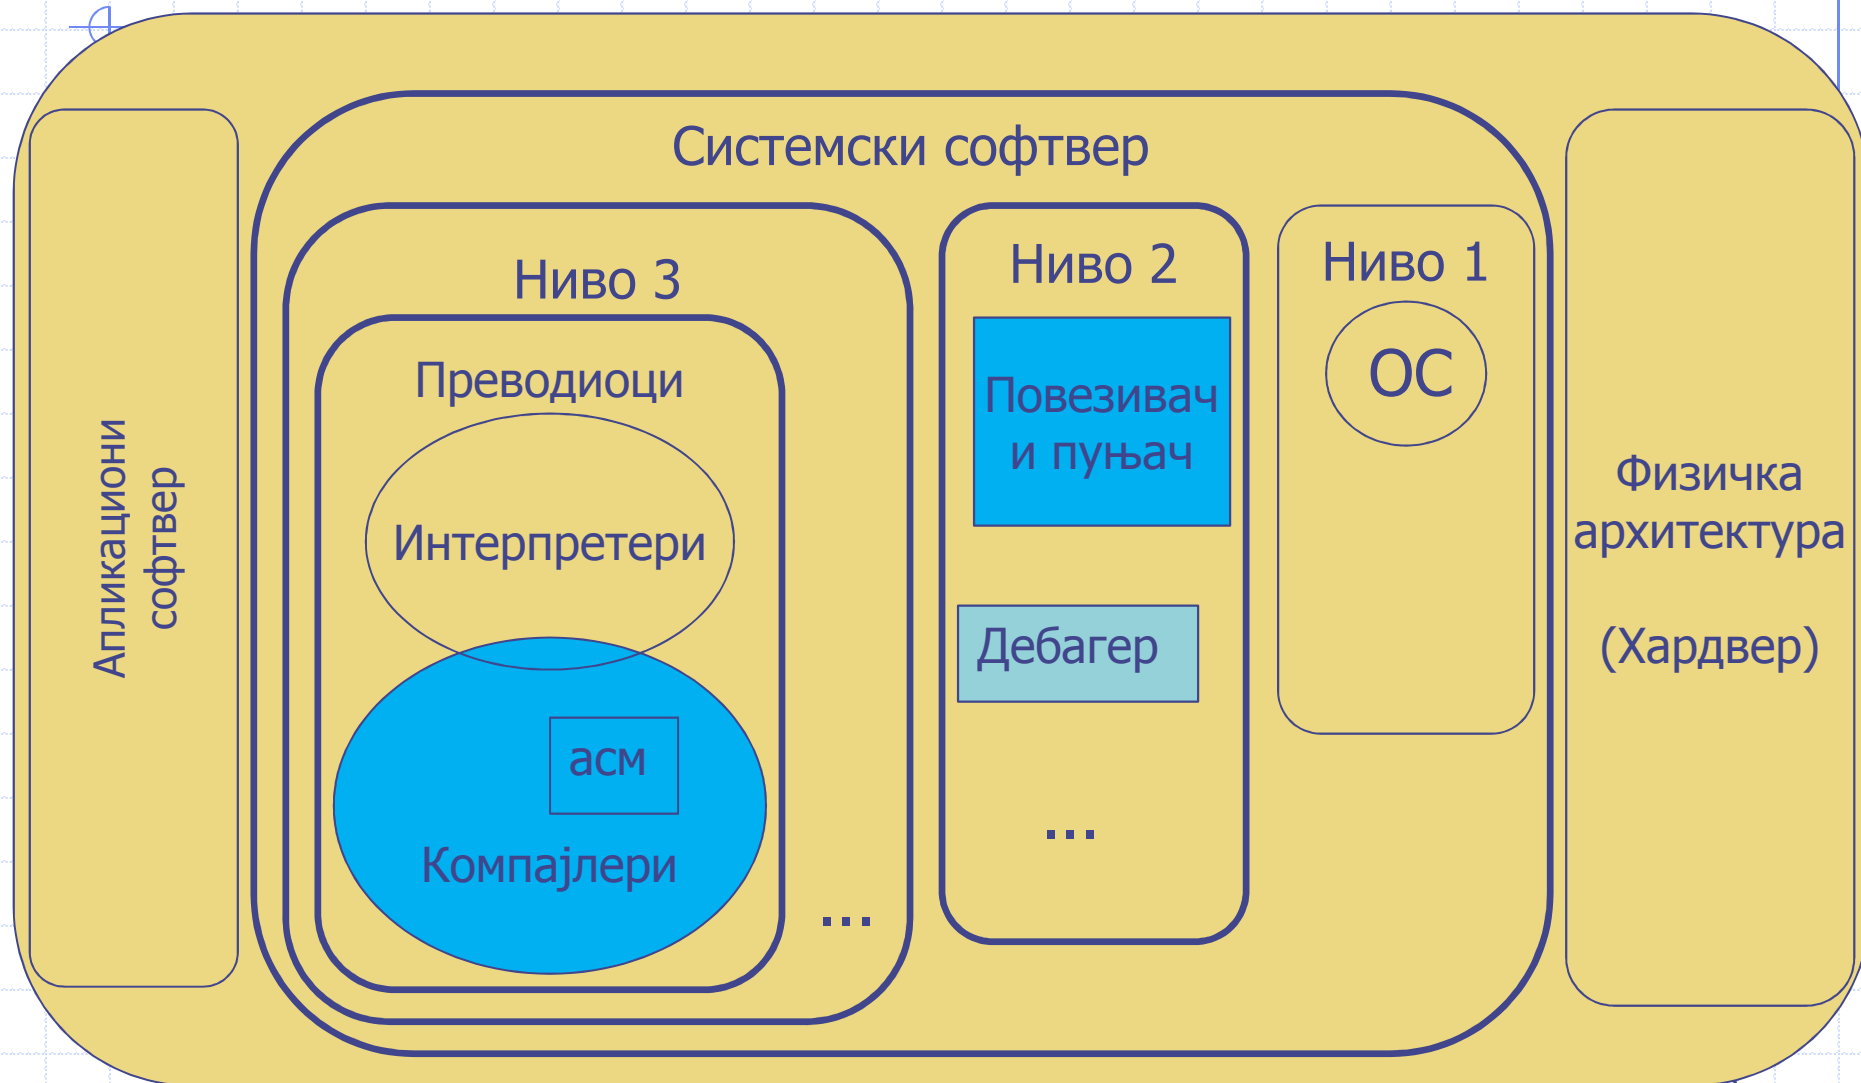 Системски софтвер
Апликациони
софтвер
Ниво 3
Преводиоци
Интерпретери
асм
Компајлери
...
Ниво 2
Повезивач
и пуњач
Дебагер
...
Ниво 1
ОС
Физичка
архитектура
(Хардвер)